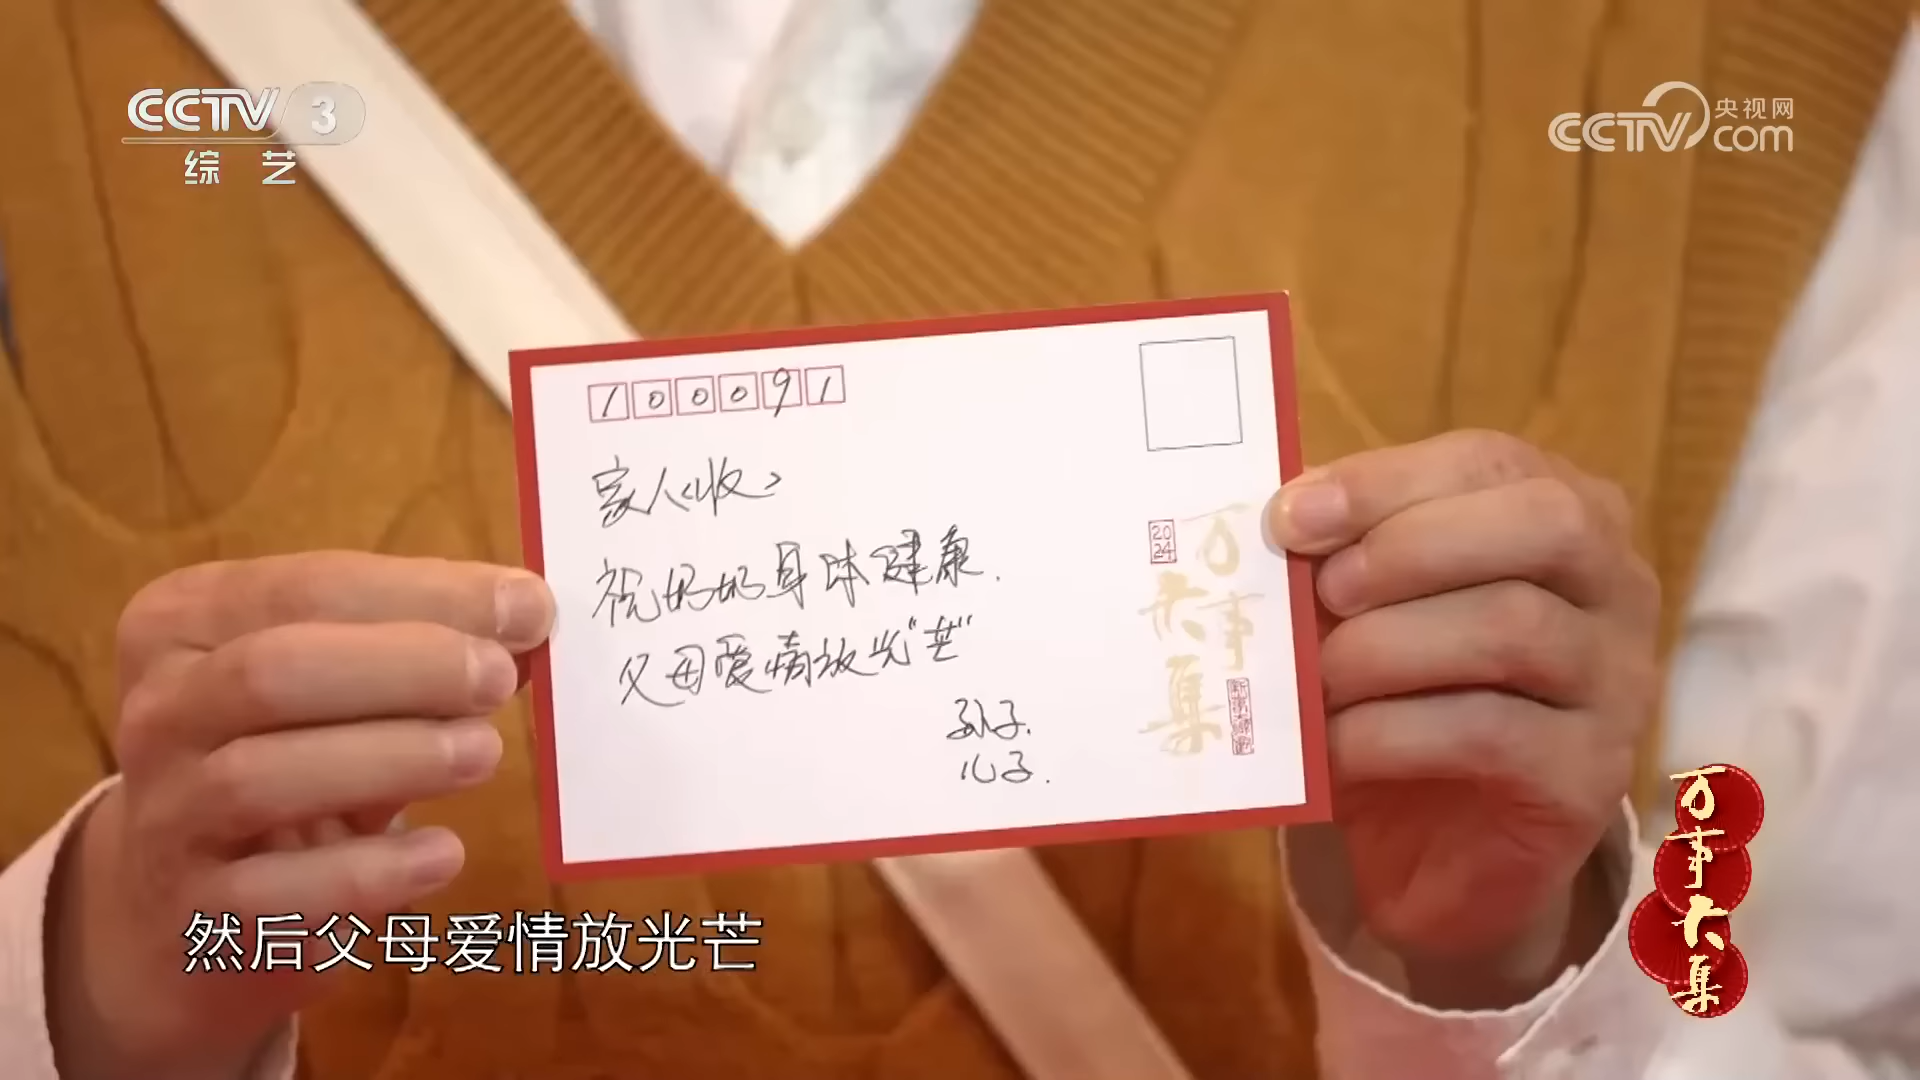 CCTV 3
综艺
央视网
CCTV com
100091
家人<收>
祝奶奶身体健康.
父母爱情放光"芒"
孙子.
儿子.
2024
万事大集
然后父母爱情放光芒
万事大集